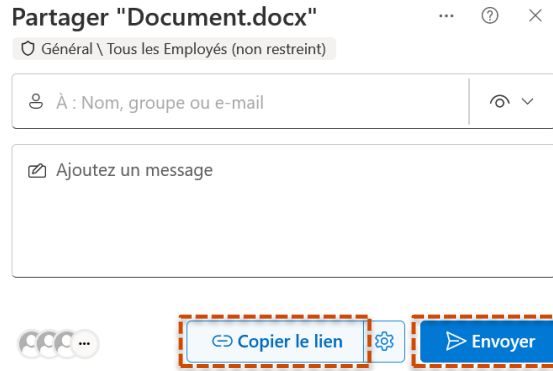 Partager "Document.docx"
Général \ Tous les Employés (non restreint)
À : Nom, groupe ou e-mail
Ajoutez un message
Copier le lien
Envoyer